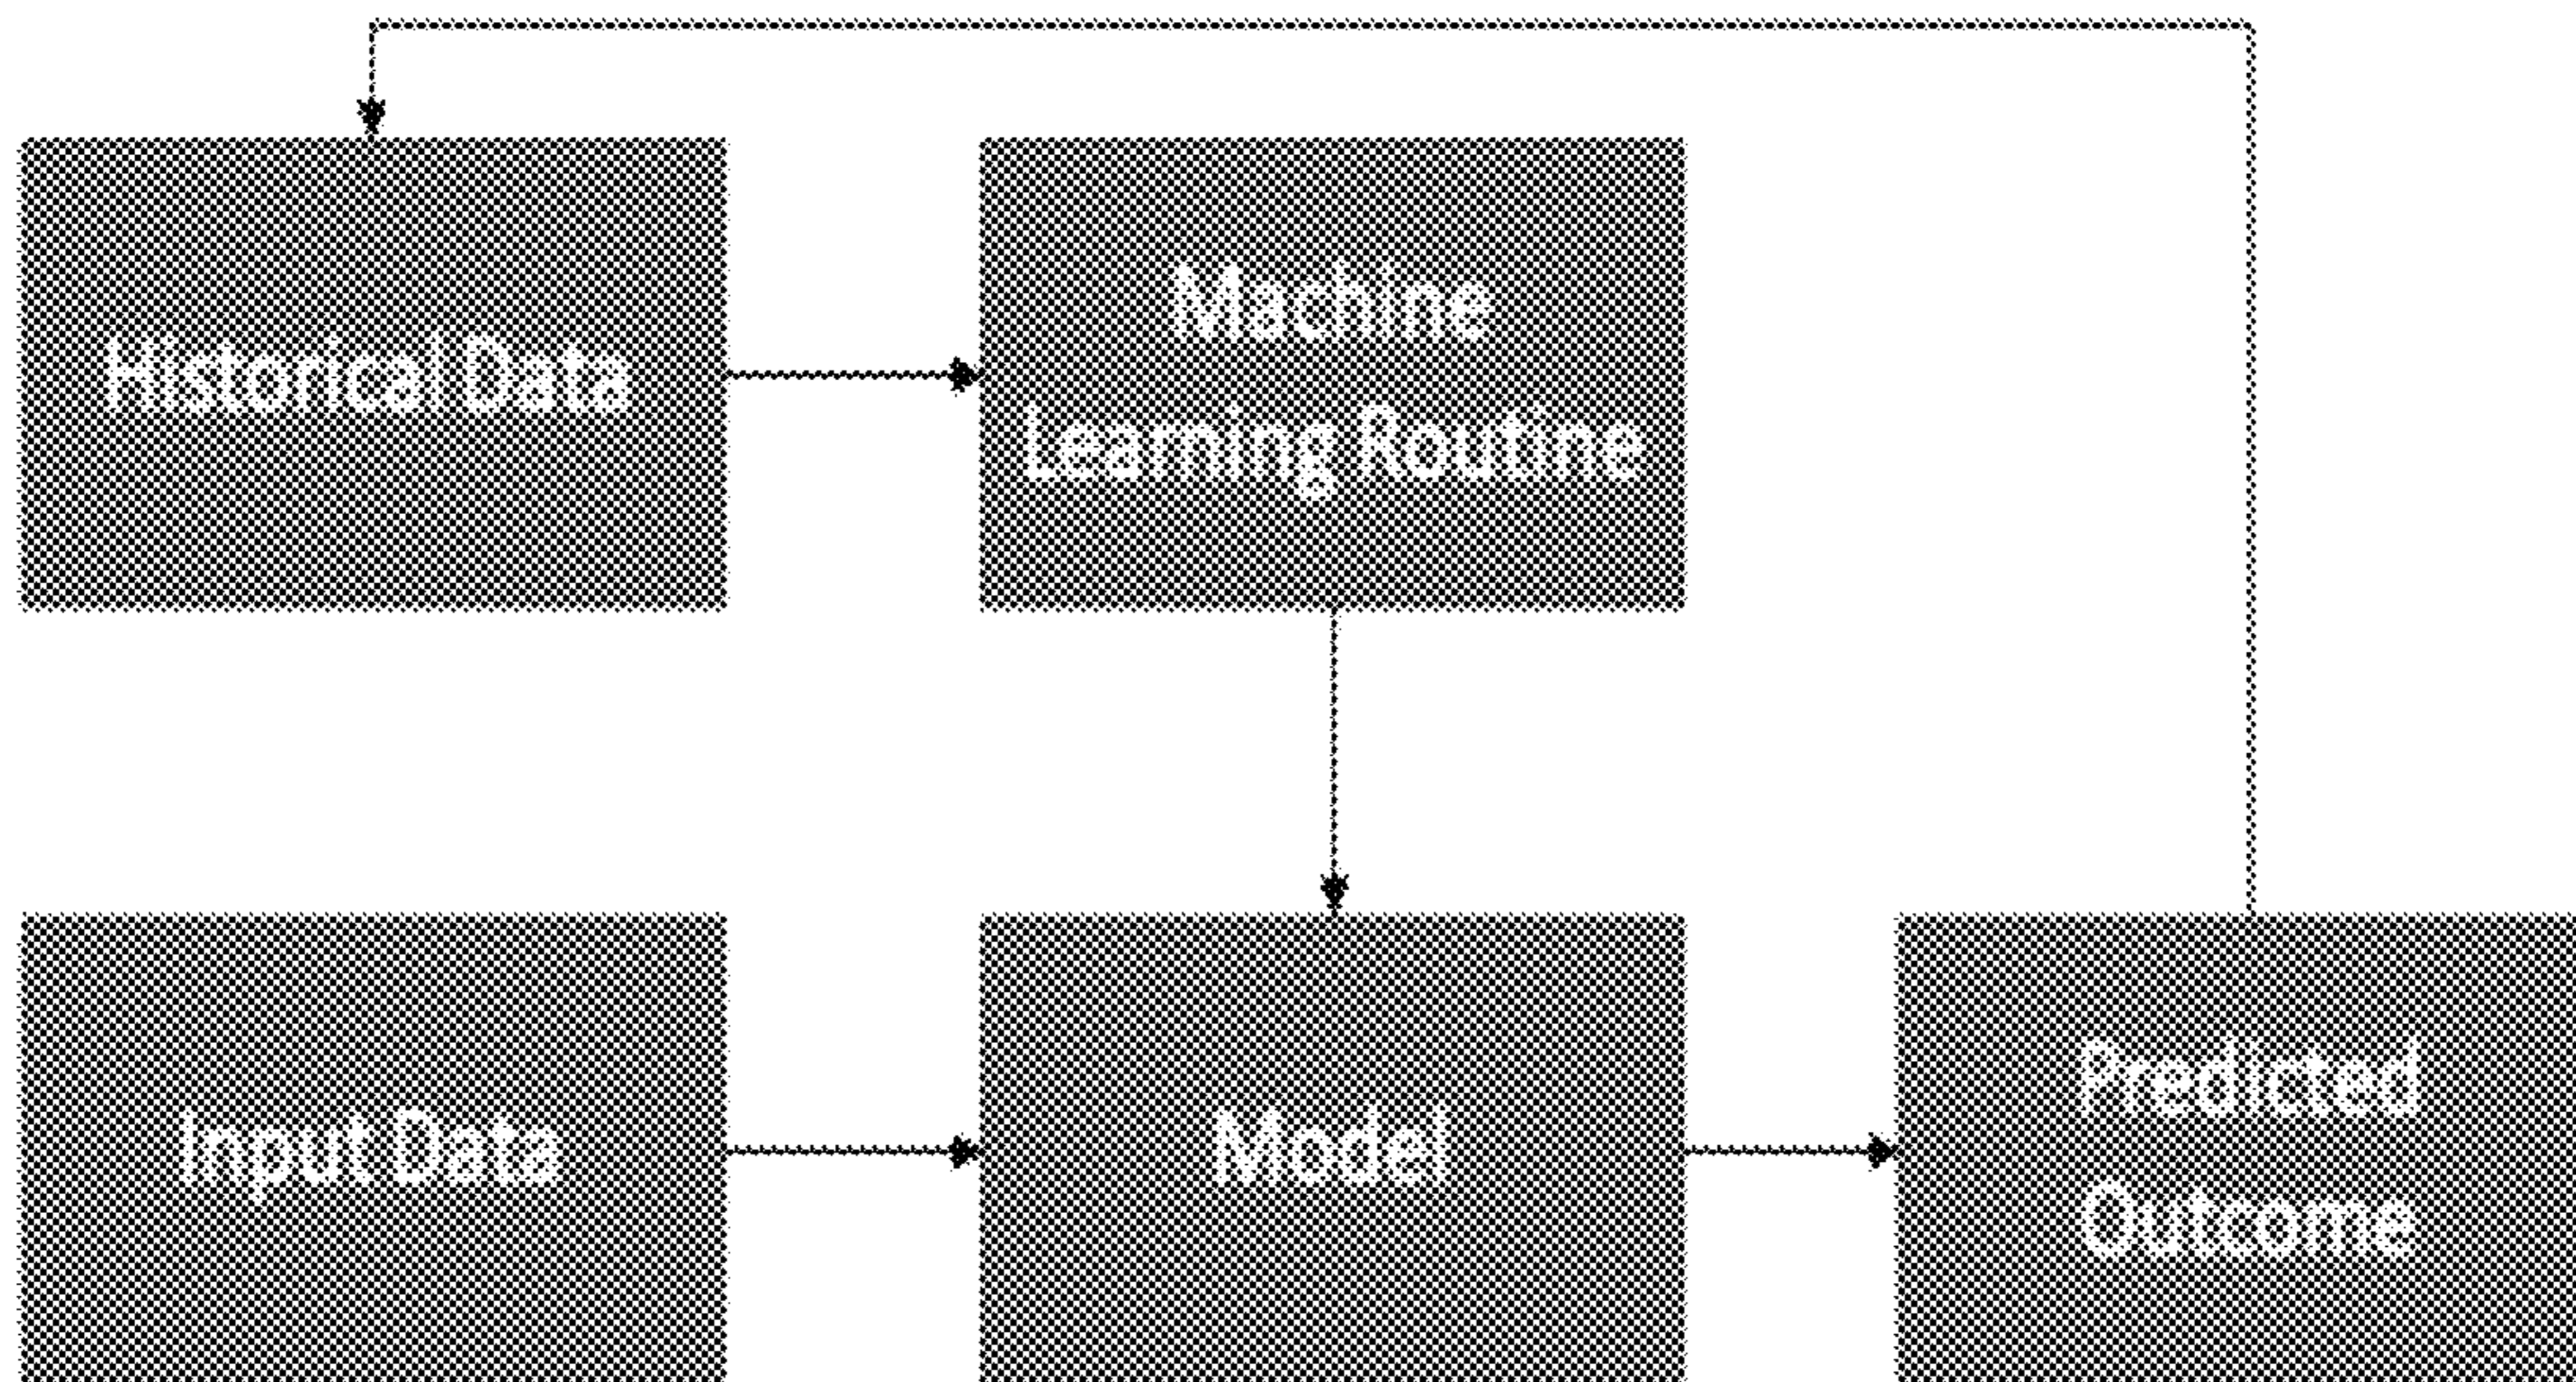 Historical Data
Machine
Learning Routine
Input Data
Model
Predicted
Outcome